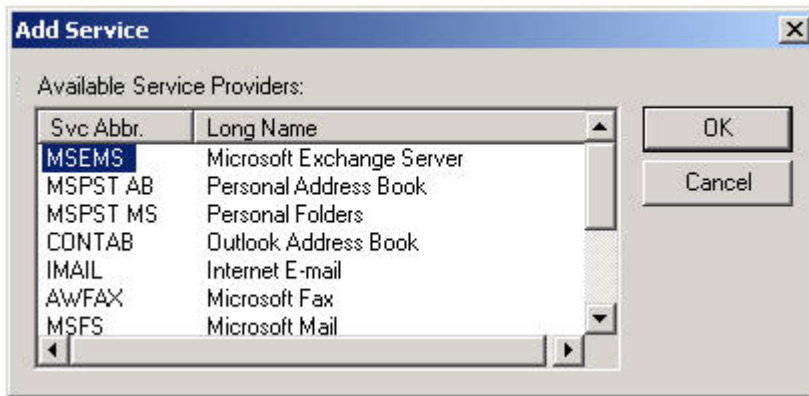 Add Service
Available Service Providers:
Svc Abbr. Long Name
MSEMS Microsoft Exchange Server
MSPST AB Personal Address Book
MSPST MS Personal Folders
CONTAB Outlook Address Book
IMAIL Internet E-mail
AWFAX Microsoft Fax
MSFS Microsoft Mail
OK
Cancel